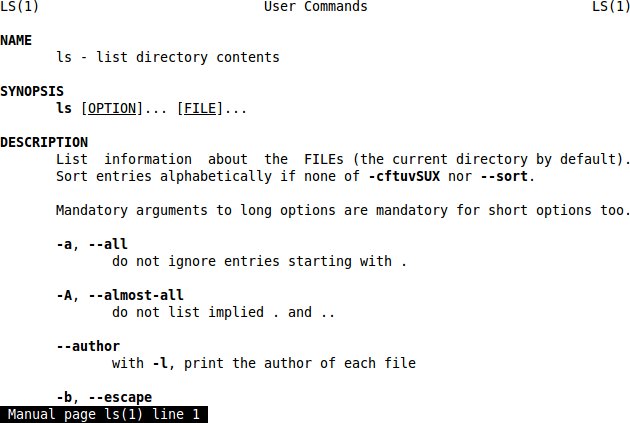 LS(1) User Commands LS(1)
NAME
ls - list directory contents
SYNOPSIS
ls [OPTION]... [FILE]...
DESCRIPTION
List information about the FILEs (the current directory by default).
Sort entries alphabetically if none of -cftuvSUX nor --sort.
Mandatory arguments to long options are mandatory for short options too.
-a, --all
do not ignore entries starting with .
-A, --almost-all
do not list implied . and ..
--author
with -l, print the author of each file
-b, --escape
Manual page ls(1) line 1